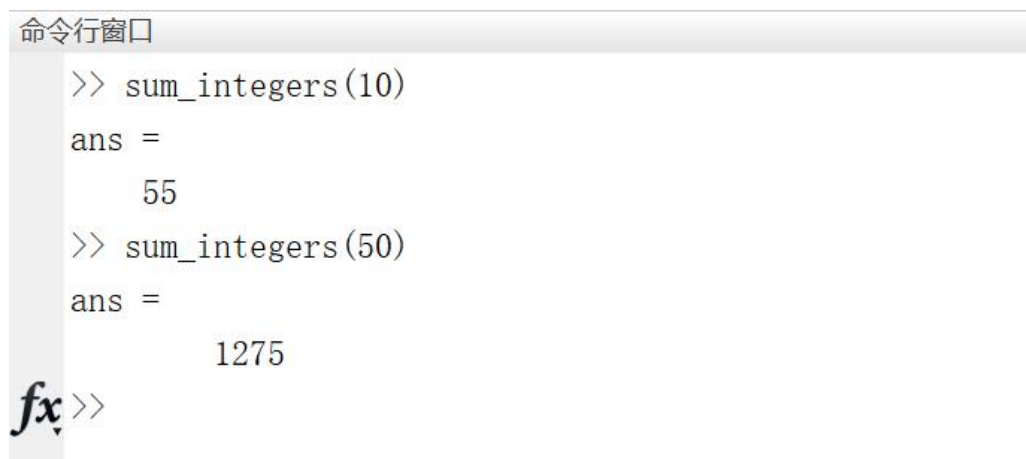 命令行窗口
>> sum_integers(10)
ans =
55
>> sum_integers(50)
ans =
1275
fx >>